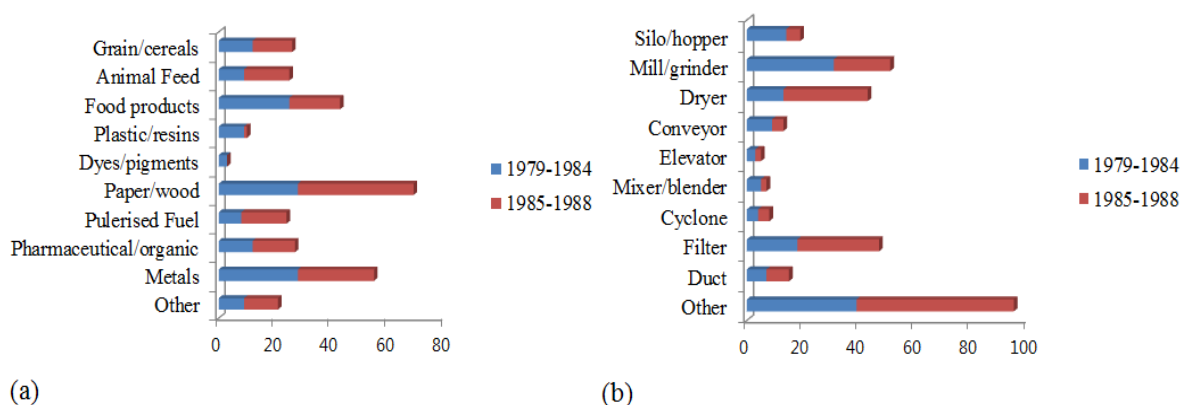 Grain/cereals
Animal Feed
Food products
Plastic/resins
Dyes/pigments
Paper/wood
Pulerised Fuel
Pharmaceutical/organic
Metals
Other
0 20 40 60 80
1979-1984
1985-1988
(a)
Silo/hopper
Mill/grinder
Dryer
Conveyor
Elevator
Mixer/blender
Cyclone
Filter
Duct
Other
0 20 40 60 80 100
1979-1984
1985-1988
(b)